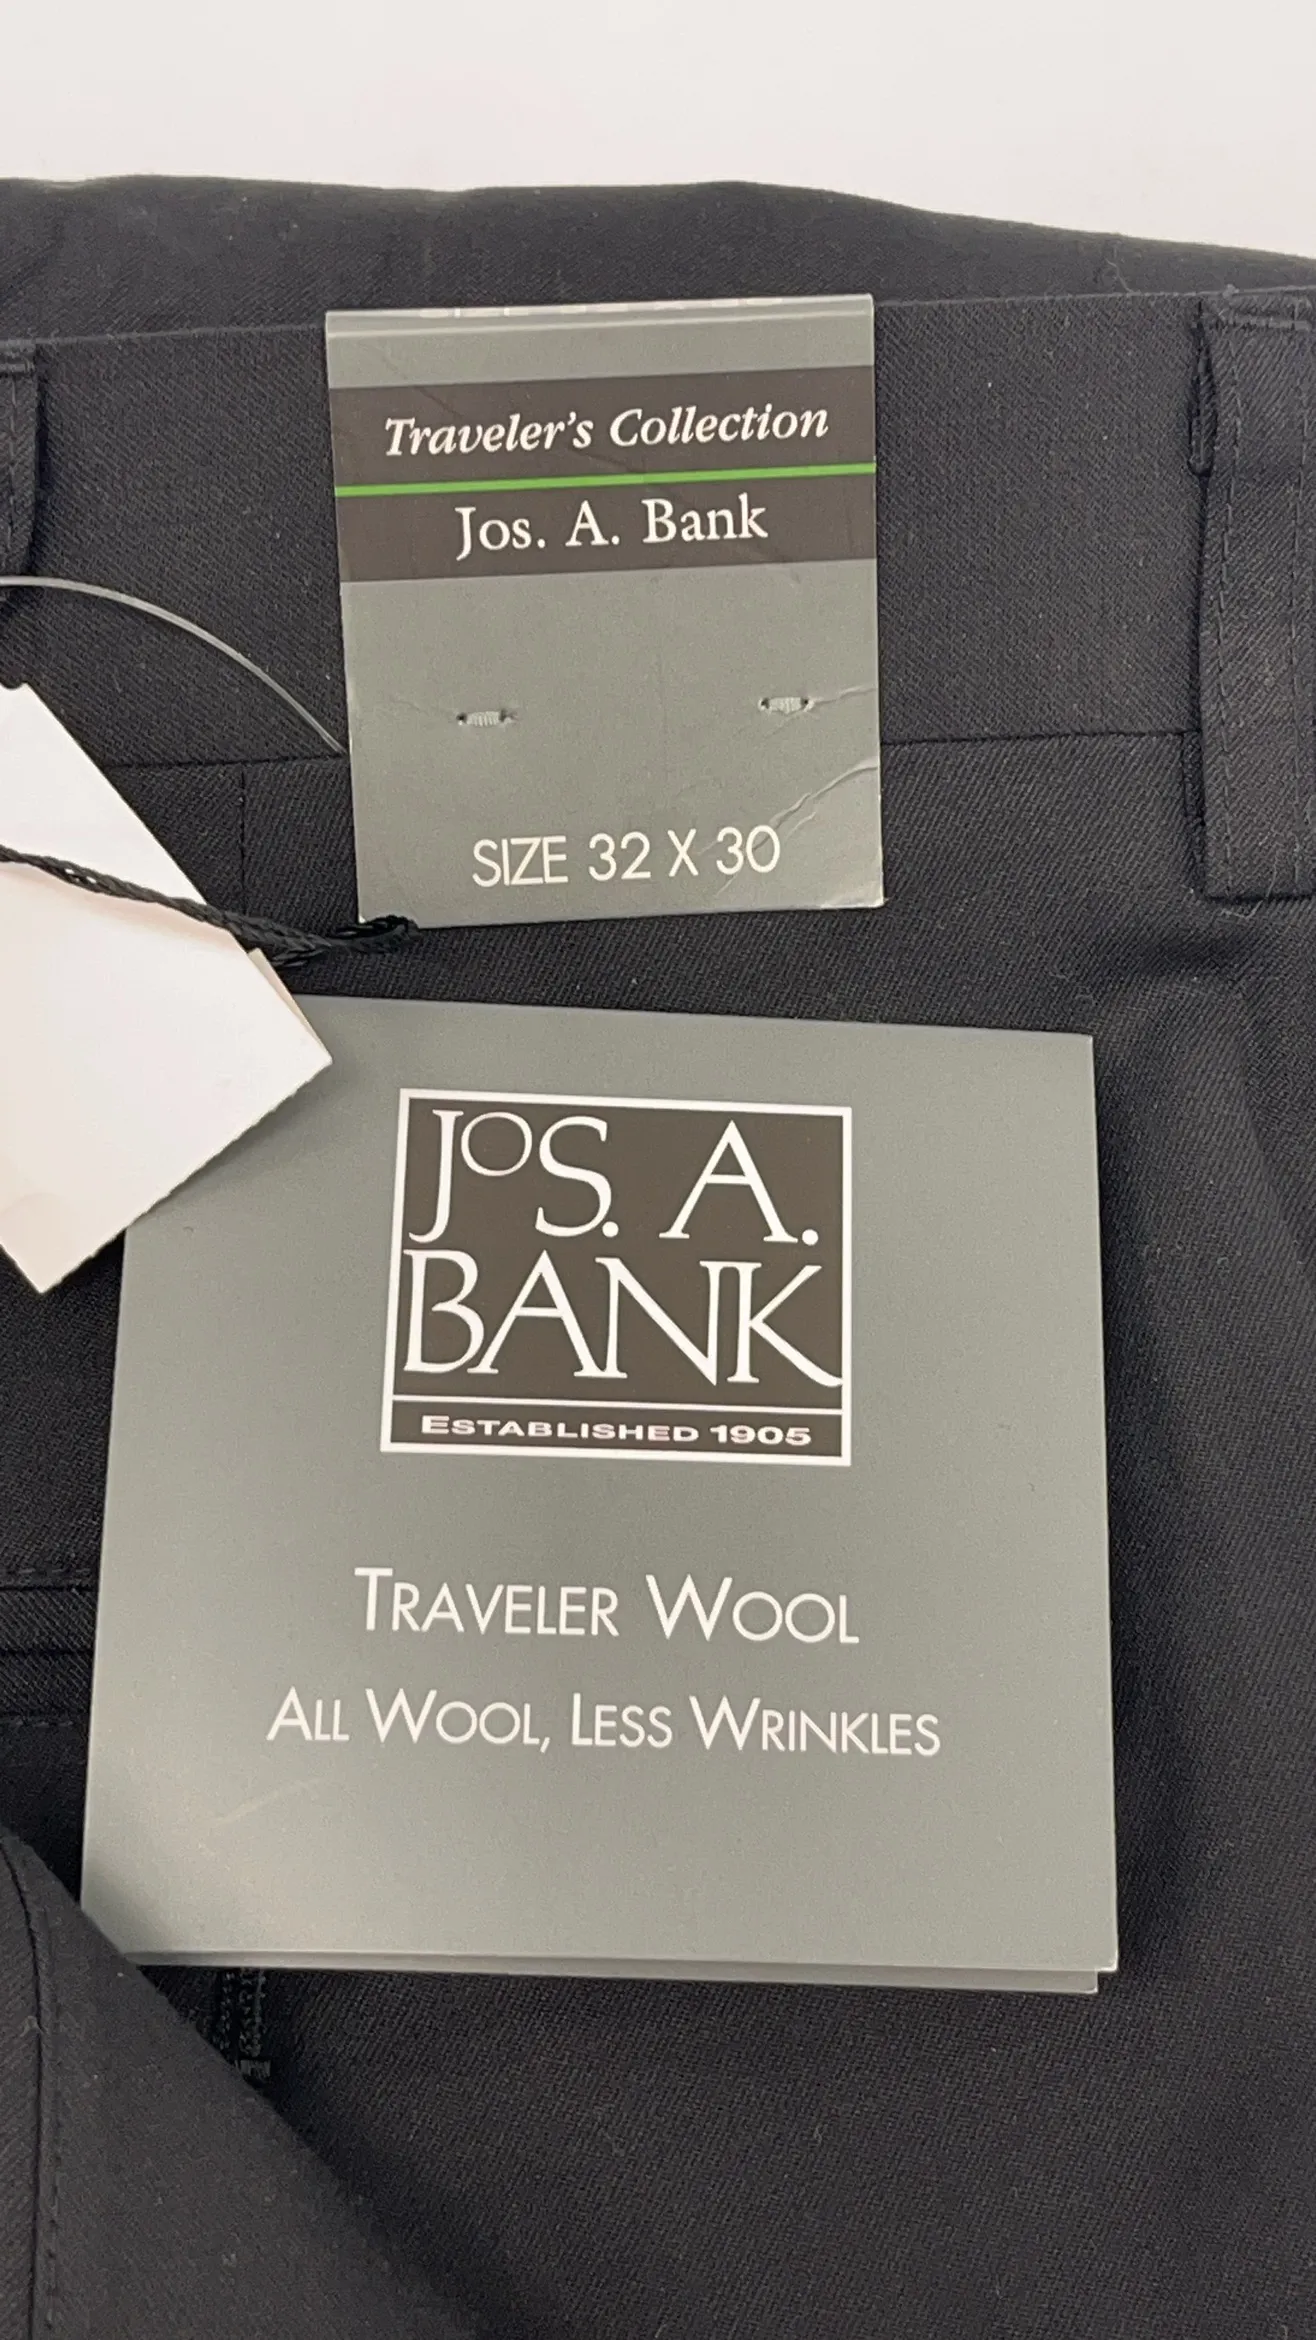 Traveler's Collection
Jos. A. Bank
SIZE 32 X 30
JOS. A.
BANK
ESTABLISHED 1905
TRAVELER WOOL
ALL WOOL, LESS WRINKLES